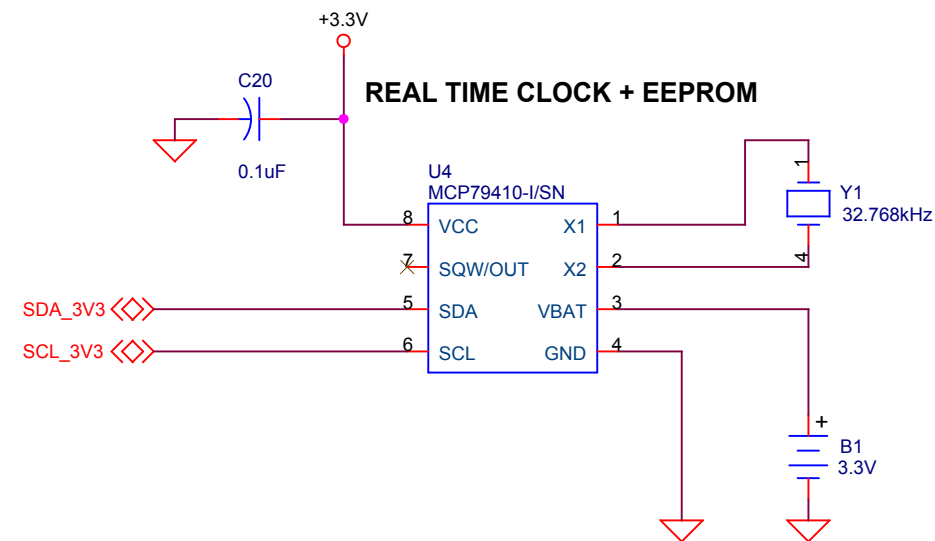 +3.3V
C20
REAL TIME CLOCK + EEPROM
0.1uF
U4
MCP79410-I/SN
8 VCC X1 1
7 SQW/OUT X2 2
5 SDA VBAT 3
6 SCL GND 4
SDA_3V3
SCL_3V3
1
Y1
32.768kHz
4
+
B1
3.3V